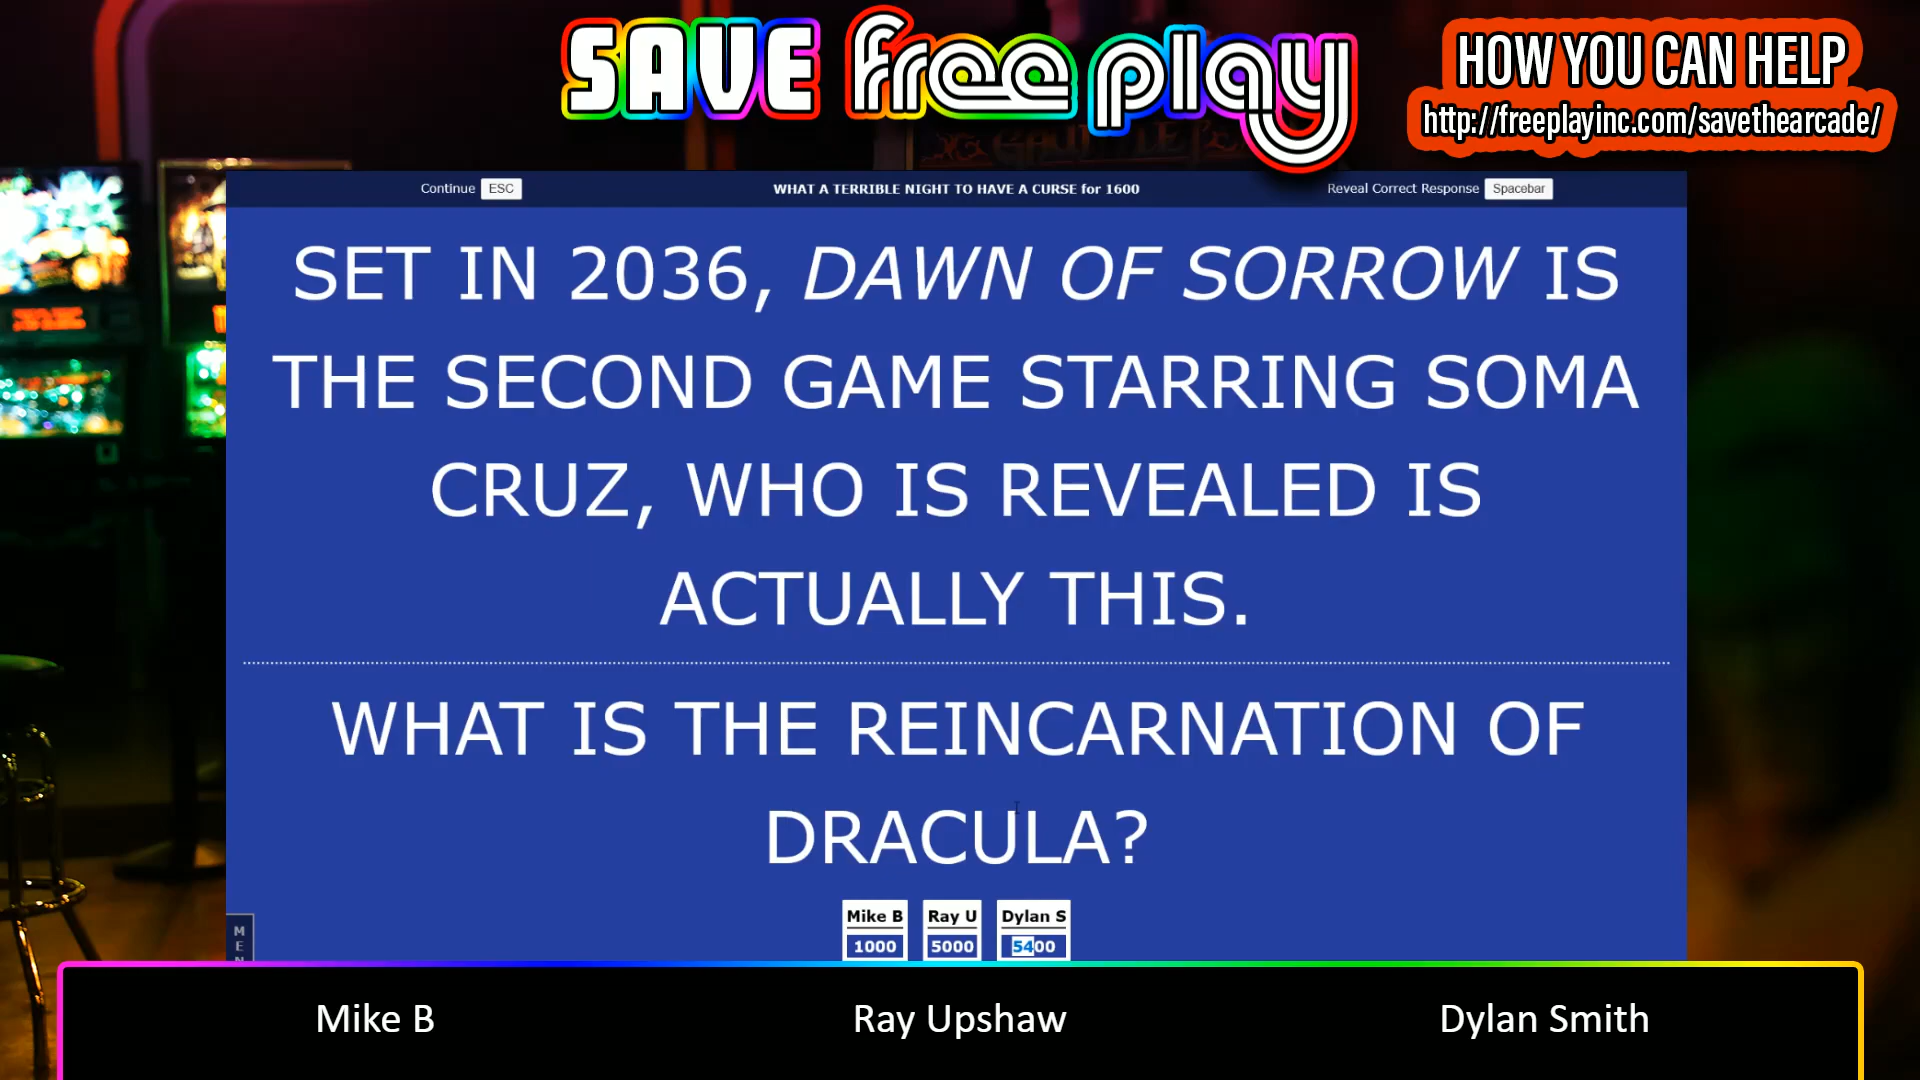 SAVE free play
HOW YOU CAN HELP
http://freeplayinc.com/savethearcade/
Continue ESC
WHAT A TERRIBLE NIGHT TO HAVE A CURSE for 1600
Reveal Correct Response Spacebar
SET IN 2036, DAWN OF SORROW IS
THE SECOND GAME STARRING SOMA
CRUZ, WHO IS REVEALED IS
ACTUALLY THIS.
WHAT IS THE REINCARNATION OF
DRACULA?
M
E
N
Mike B Ray U Dylan S
1000 5000 5400
Mike B Ray Upshaw Dylan Smith